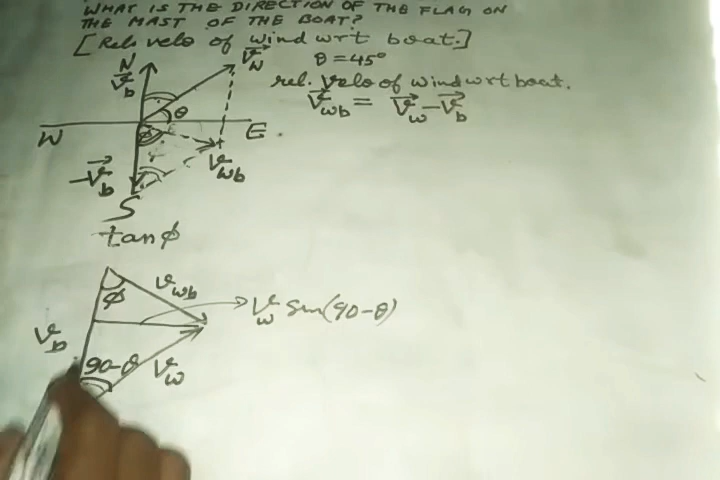 WHAT IS THE DIRECTION OF THE FLAG ON
THE MAST OF THE BOAT?
[Rel. velo of wind wrt boat.]
N V⃗w θ = 45°
V⃗b rel. velo of wind wrt boat.
V⃗wb = V⃗w - V⃗b
θ
W E
φ
-V⃗b V⃗wb
S
tanφ
φ Vwb
Vw Sin(90-θ)
Vb
90-θ Vw